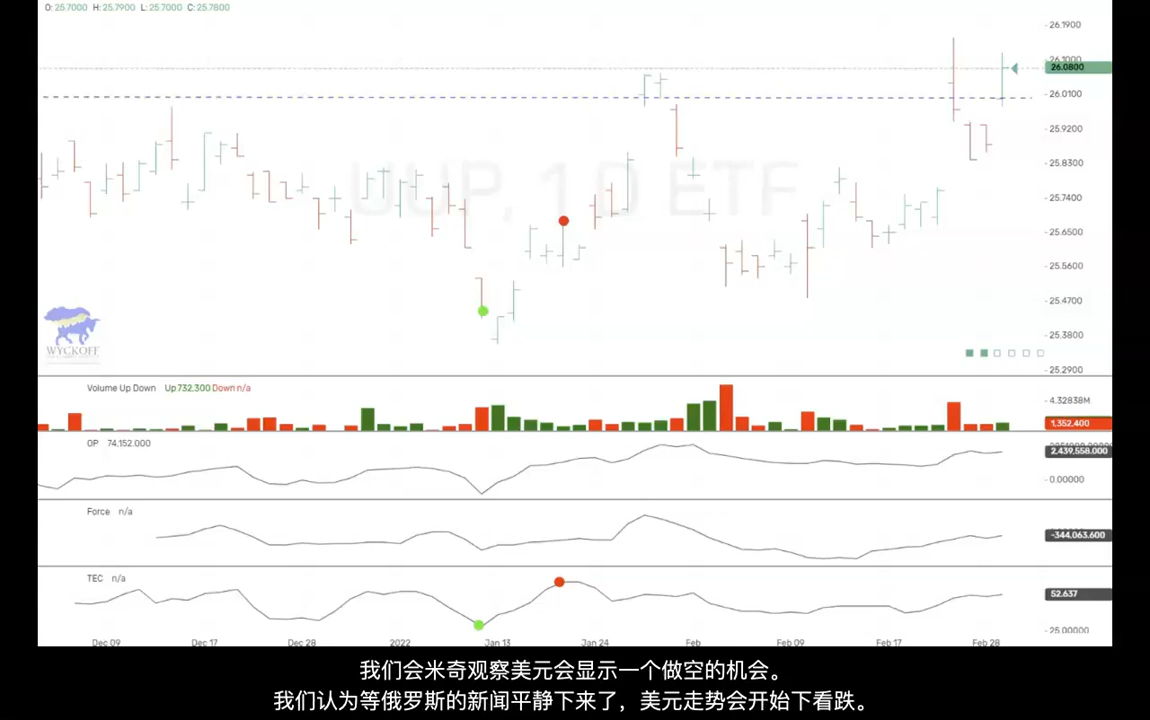 O: 25.7000 H: 25.7900 L: 25.7000 C: 25.7800
26.1900
26.1000
26.0800
26.0100
25.9200
25.8300
UUP, 1 D ETF
25.7400
25.6500
25.5600
25.4700
25.3800
25.2900
WYCKOFF
Volume Up Down Up 732.300 Down n/a
4.32838M
1,352,400
OP 74,152.000
2,439,558.000
0.00000
Force n/a
-344,063.600
TEC n/a
52.637
25.00000
Dec 09 Dec 17 Dec 28 2022 Jan 13 Jan 24 Feb Feb 09 Feb 17 Feb 28
我们会米奇观察美元会显示一个做空的机会。
我们认为等俄罗斯的新闻平静下来了，美元走势会开始下看跌。